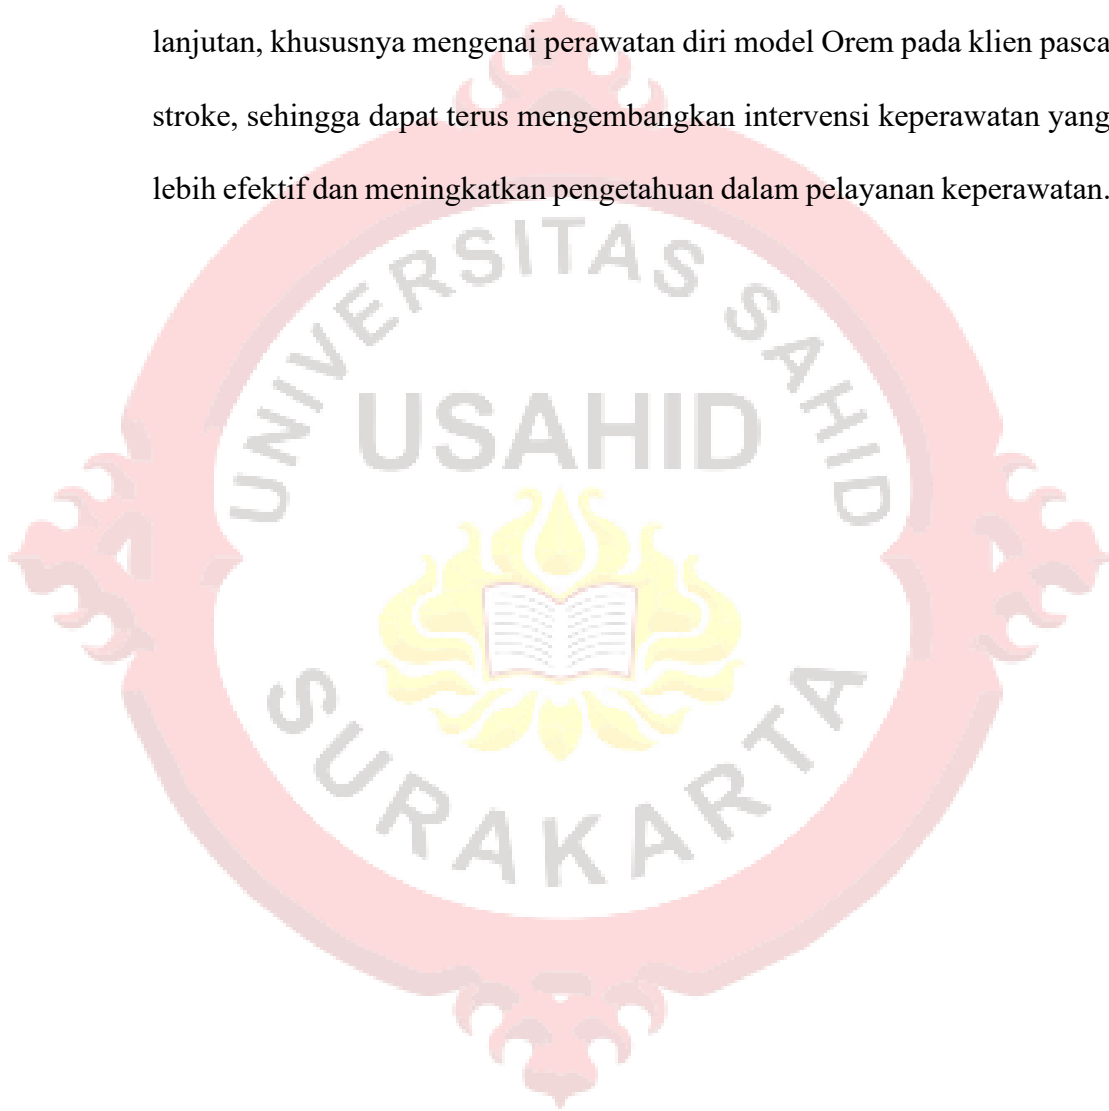 lanjutan, khususnya mengenai perawatan diri model Orem pada klien pasca
stroke, sehingga dapat terus mengembangkan intervensi keperawatan yang
lebih efektif dan meningkatkan pengetahuan dalam pelayanan keperawatan.
UNIVERSITAS SAHID
USAHID
SURAKARTA